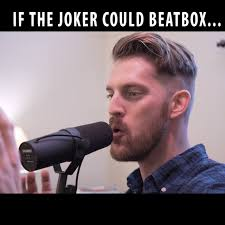 IF THE JOKER COULD BEATBOX...